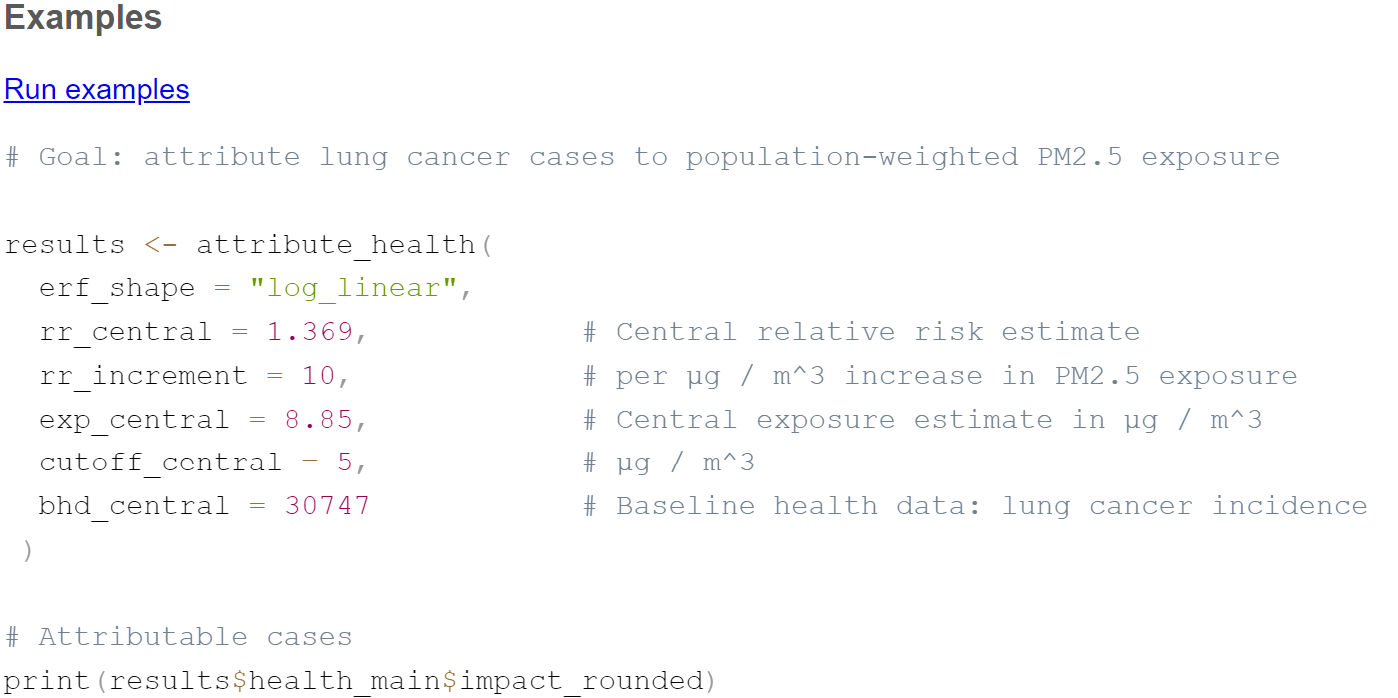 Examples
Run examples
# Goal: attribute lung cancer cases to population-weighted PM2.5 exposure
results <- attribute_health(
erf_shape = "log_linear",
rr_central = 1.369, # Central relative risk estimate
rr_increment = 10, # per µg / m^3 increase in PM2.5 exposure
exp_central = 8.85, # Central exposure estimate in µg / m^3
cutoff_central = 5, # µg / m^3
bhd_central = 30747 # Baseline health data: lung cancer incidence
)
# Attributable cases
print(results$health_main$impact_rounded)